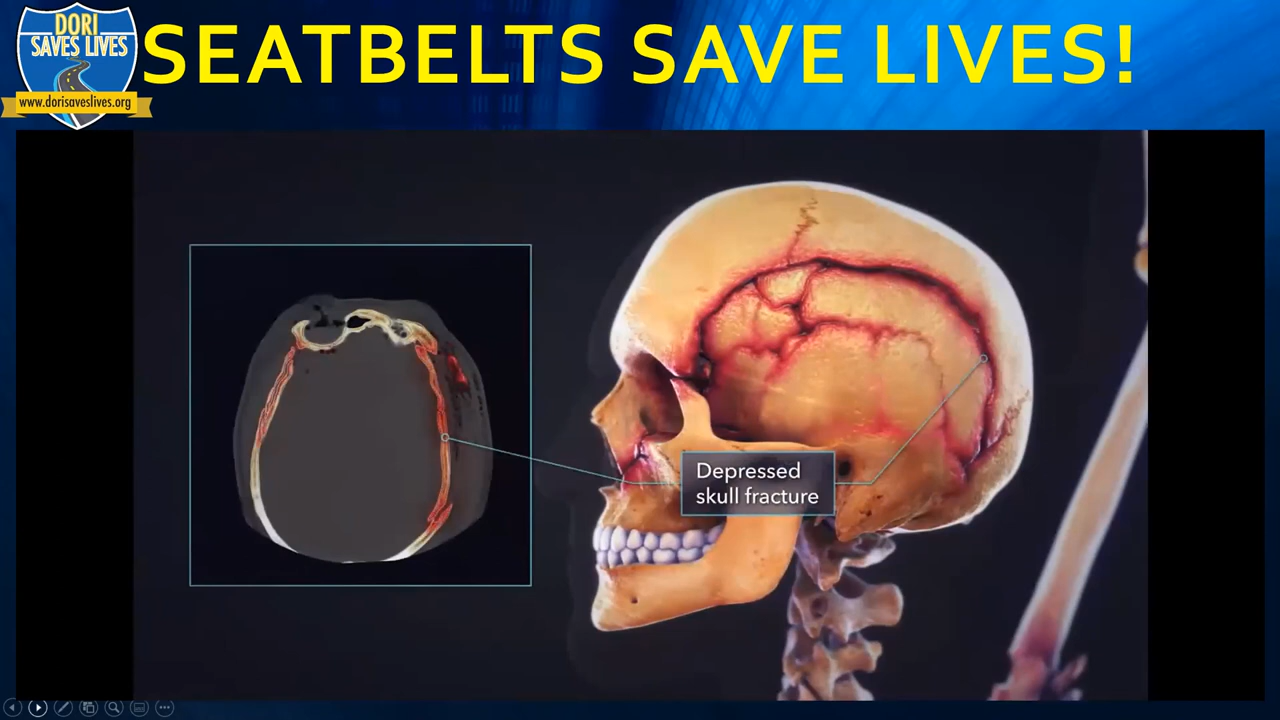 DORI
SAVES LIVES
www.dorisaveslives.org
SEATBELTS SAVE LIVES!
Depressed
skull fracture